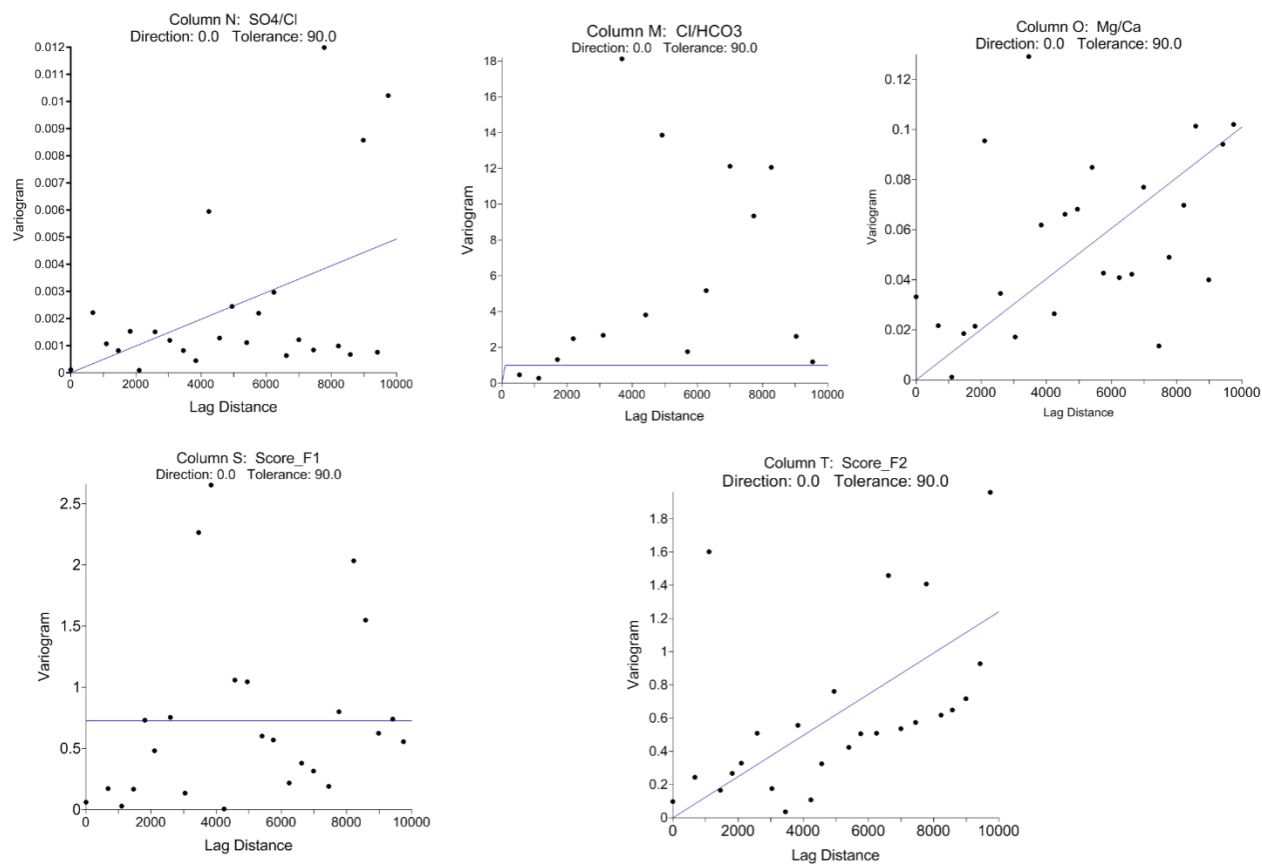 Column N: SO4/Cl
Direction: 0.0 Tolerance: 90.0
0.012
0.011
0.01
0.009
0.008
0.007
0.006
0.005
0.004
0.003
0.002
0.001
0
Variogram
0 2000 4000 6000 8000 10000
Lag Distance
Column M: Cl/HCO3
Direction: 0.0 Tolerance: 90.0
18
16
14
12
10
8
6
4
2
0
Variogram
0 2000 4000 6000 8000 10000
Lag Distance
Column O: Mg/Ca
Direction: 0.0 Tolerance: 90.0
0.12
0.1
0.08
0.06
0.04
0.02
0
Variogram
0 2000 4000 6000 8000 10000
Lag Distance
Column S: Score_F1
Direction: 0.0 Tolerance: 90.0
2.5
2
1.5
1
0.5
0
Variogram
0 2000 4000 6000 8000 10000
Lag Distance
Column T: Score_F2
Direction: 0.0 Tolerance: 90.0
1.8
1.6
1.4
1.2
1
0.8
0.6
0.4
0.2
0
Variogram
0 2000 4000 6000 8000 10000
Lag Distance